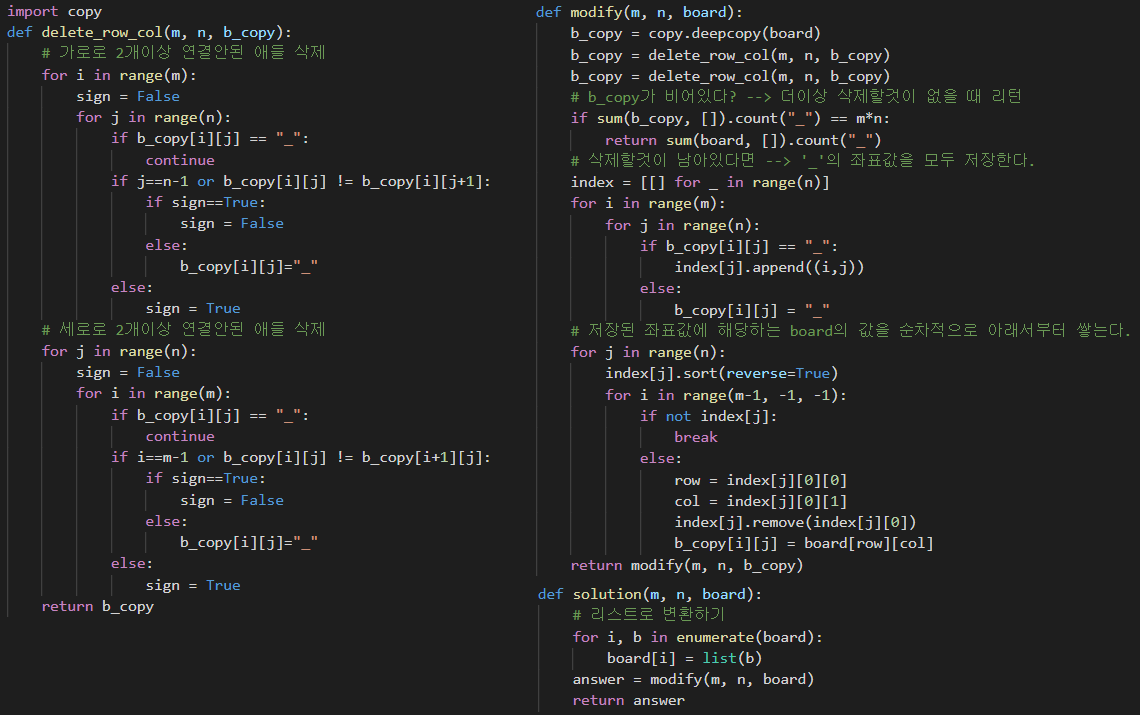 import copy
def delete_row_col(m, n, b_copy):
    # 가로로 2개이상 연결안된 애들 삭제
    for i in range(m):
        sign = False
        for j in range(n):
            if b_copy[i][j] == "_":
                continue
            if j==n-1 or b_copy[i][j] != b_copy[i][j+1]:
                if sign==True:
                    sign = False
                else:
                    b_copy[i][j]="_"
            else:
                sign = True
    # 세로로 2개이상 연결안된 애들 삭제
    for j in range(n):
        sign = False
        for i in range(m):
            if b_copy[i][j] == "_":
                continue
            if i==m-1 or b_copy[i][j] != b_copy[i+1][j]:
                if sign==True:
                    sign = False
                else:
                    b_copy[i][j]="_"
            else:
                sign = True
    return b_copy
def modify(m, n, board):
    b_copy = copy.deepcopy(board)
    b_copy = delete_row_col(m, n, b_copy)
    b_copy = delete_row_col(m, n, b_copy)
    # b_copy가 비어있다? --> 더이상 삭제할것이 없을 때 리턴
    if sum(b_copy, []).count("_") == m*n:
        return sum(board, []).count("_")
    # 삭제할것이 남아있다면 --> '_'의 좌표값을 모두 저장한다.
    index = [[] for _ in range(n)]
    for i in range(m):
        for j in range(n):
            if b_copy[i][j] == "_":
                index[j].append((i,j))
            else:
                b_copy[i][j] = "_"
    # 저장된 좌표값에 해당하는 board의 값을 순차적으로 아래서부터 쌓는다.
    for j in range(n):
        index[j].sort(reverse=True)
        for i in range(m-1, -1, -1):
            if not index[j]:
                break
            else:
                row = index[j][0][0]
                col = index[j][0][1]
                index[j].remove(index[j][0])
                b_copy[i][j] = board[row][col]
    return modify(m, n, b_copy)
def solution(m, n, board):
    # 리스트로 변환하기
    for i, b in enumerate(board):
        board[i] = list(b)
    answer = modify(m, n, board)
    return answer